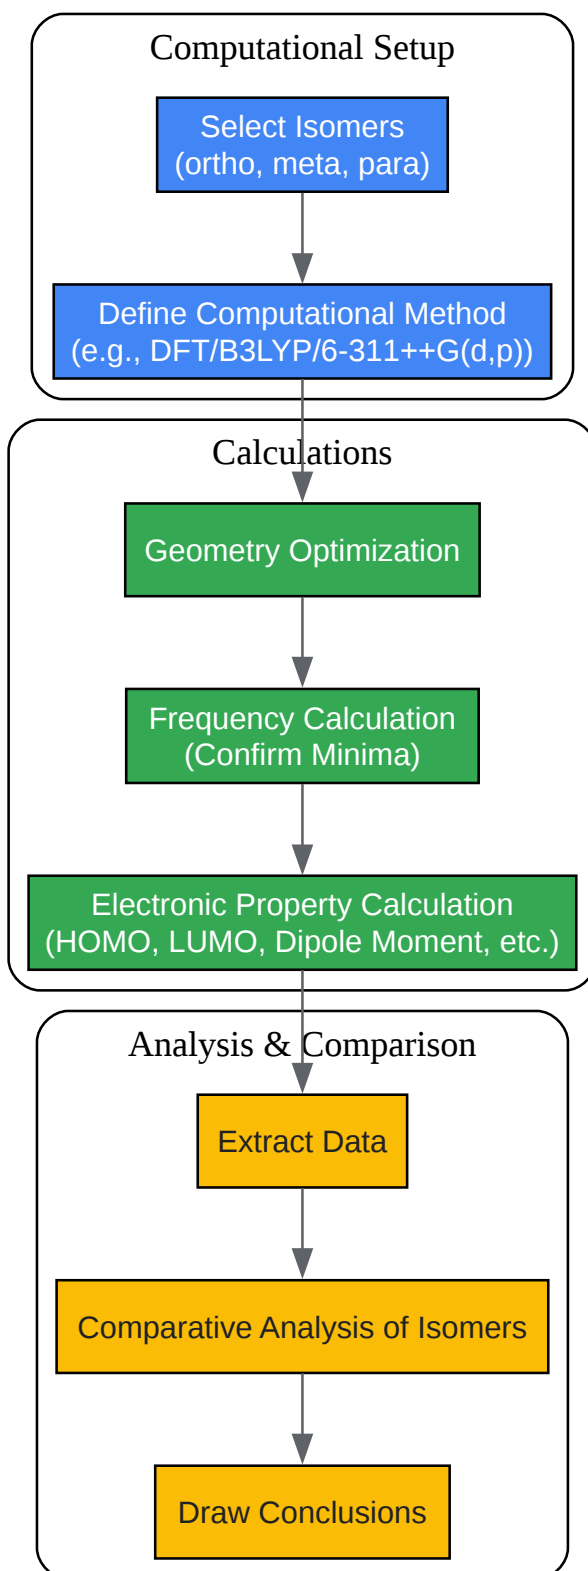 Computational Setup
Select Isomers
(ortho, meta, para)
Define Computational Method
(e.g., DFT/B3LYP/6-311++G(d,p))
Calculations
Geometry Optimization
Frequency Calculation
(Confirm Minima)
Electronic Property Calculation
(HOMO, LUMO, Dipole Moment, etc.)
Analysis & Comparison
Extract Data
Comparative Analysis of Isomers
Draw Conclusions